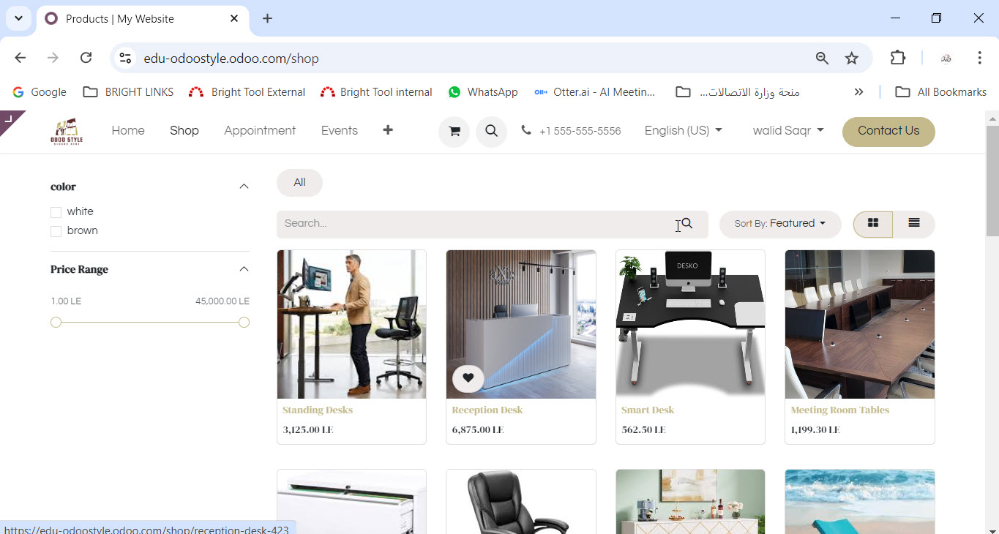 Products | My Website
edu-odoostyle.odoo.com/shop
Google BRIGHT LINKS Bright Tool External Bright Tool internal WhatsApp Otter.ai - AI Meetin... منحة وزارة الاتصالات... All Bookmarks
ODOO STYLE
Home Shop Appointment Events +1 555-555-5556 English (US) walid Saqr Contact Us
color
white
brown
Price Range
1.00 LE 45,000.00 LE
All
Search... Sort By: Featured
DESKO
Standing Desks
3,125.00 LE
Reception Desk
6,875.00 LE
Smart Desk
562.50 LE
Meeting Room Tables
1,199.30 LE
https://edu-odoostyle.odoo.com/shop/reception-desk-423